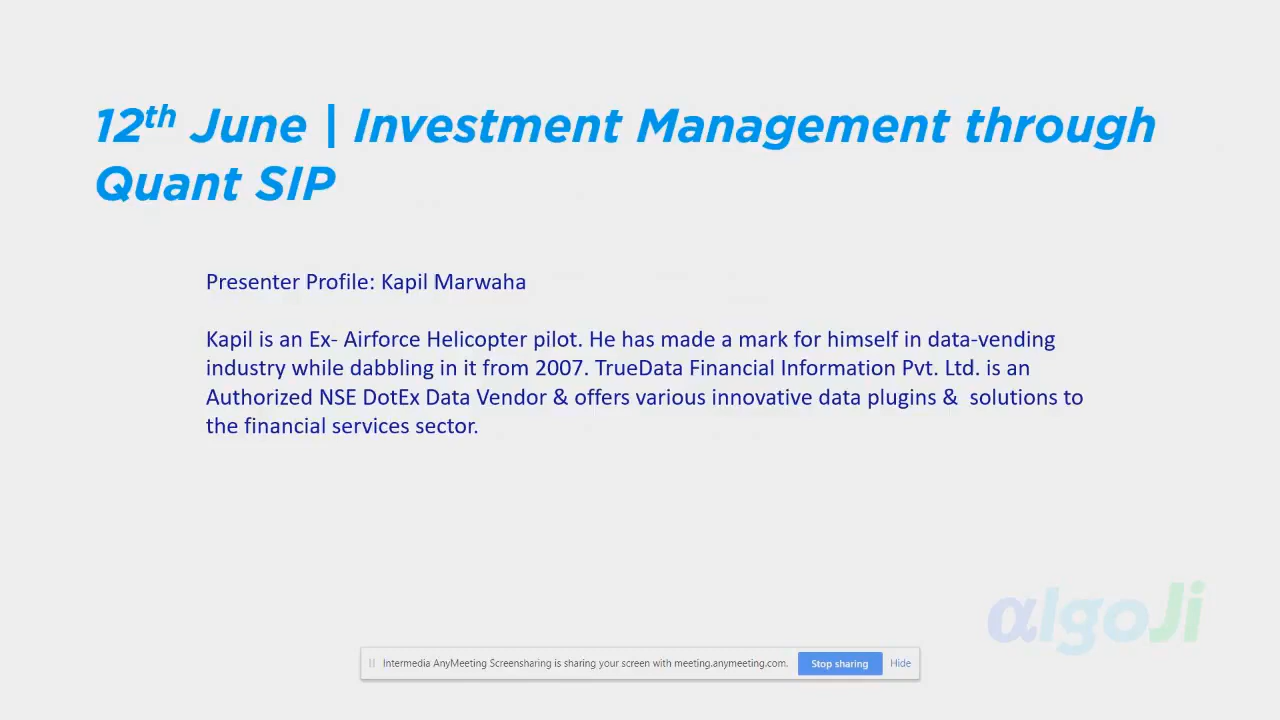 12th June | Investment Management through
Quant SIP
Presenter Profile: Kapil Marwaha
Kapil is an Ex- Airforce Helicopter pilot. He has made a mark for himself in data-vending
industry while dabbling in it from 2007. TrueData Financial Information Pvt. Ltd. is an
Authorized NSE DotEx Data Vendor & offers various innovative data plugins &  solutions to
the financial services sector.
αlgoJi
Intermedia AnyMeeting Screensharing is sharing your screen with meeting.anymeeting.com. Stop sharing Hide